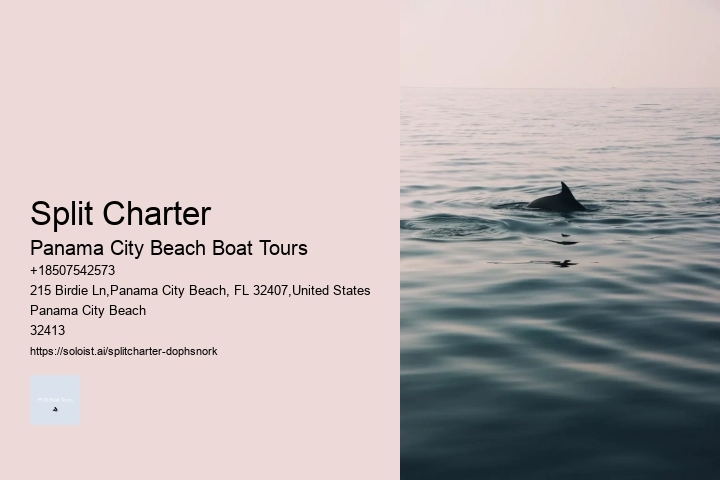 Split Charter
Panama City Beach Boat Tours
+18507542573
215 Birdie Ln,Panama City Beach, FL 32407,United States
Panama City Beach
32413
https://soloist.ai/splitcharter-dophsnork